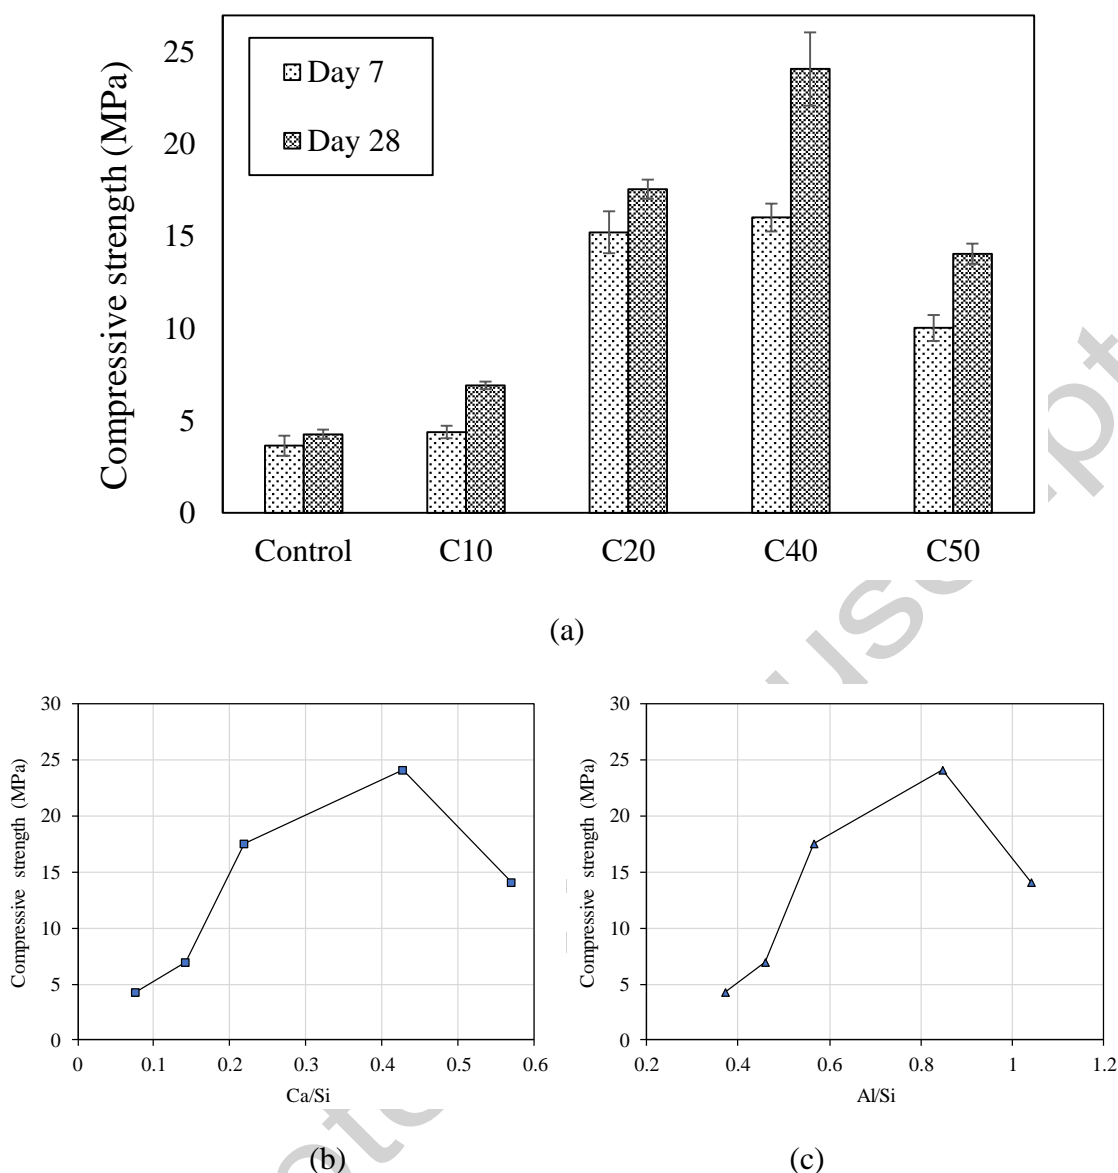 Compressive strength (MPa)
25
20
15
10
5
0
Day 7
Day 28
Control C10 C20 C40 C50
(a)
Compressive strength (MPa)
30
25
20
15
10
5
0
0 0.1 0.2 0.3 0.4 0.5 0.6
Ca/Si
(b)
Compressive strength (MPa)
30
25
20
15
10
5
0
0.2 0.4 0.6 0.8 1 1.2
Al/Si
(c)